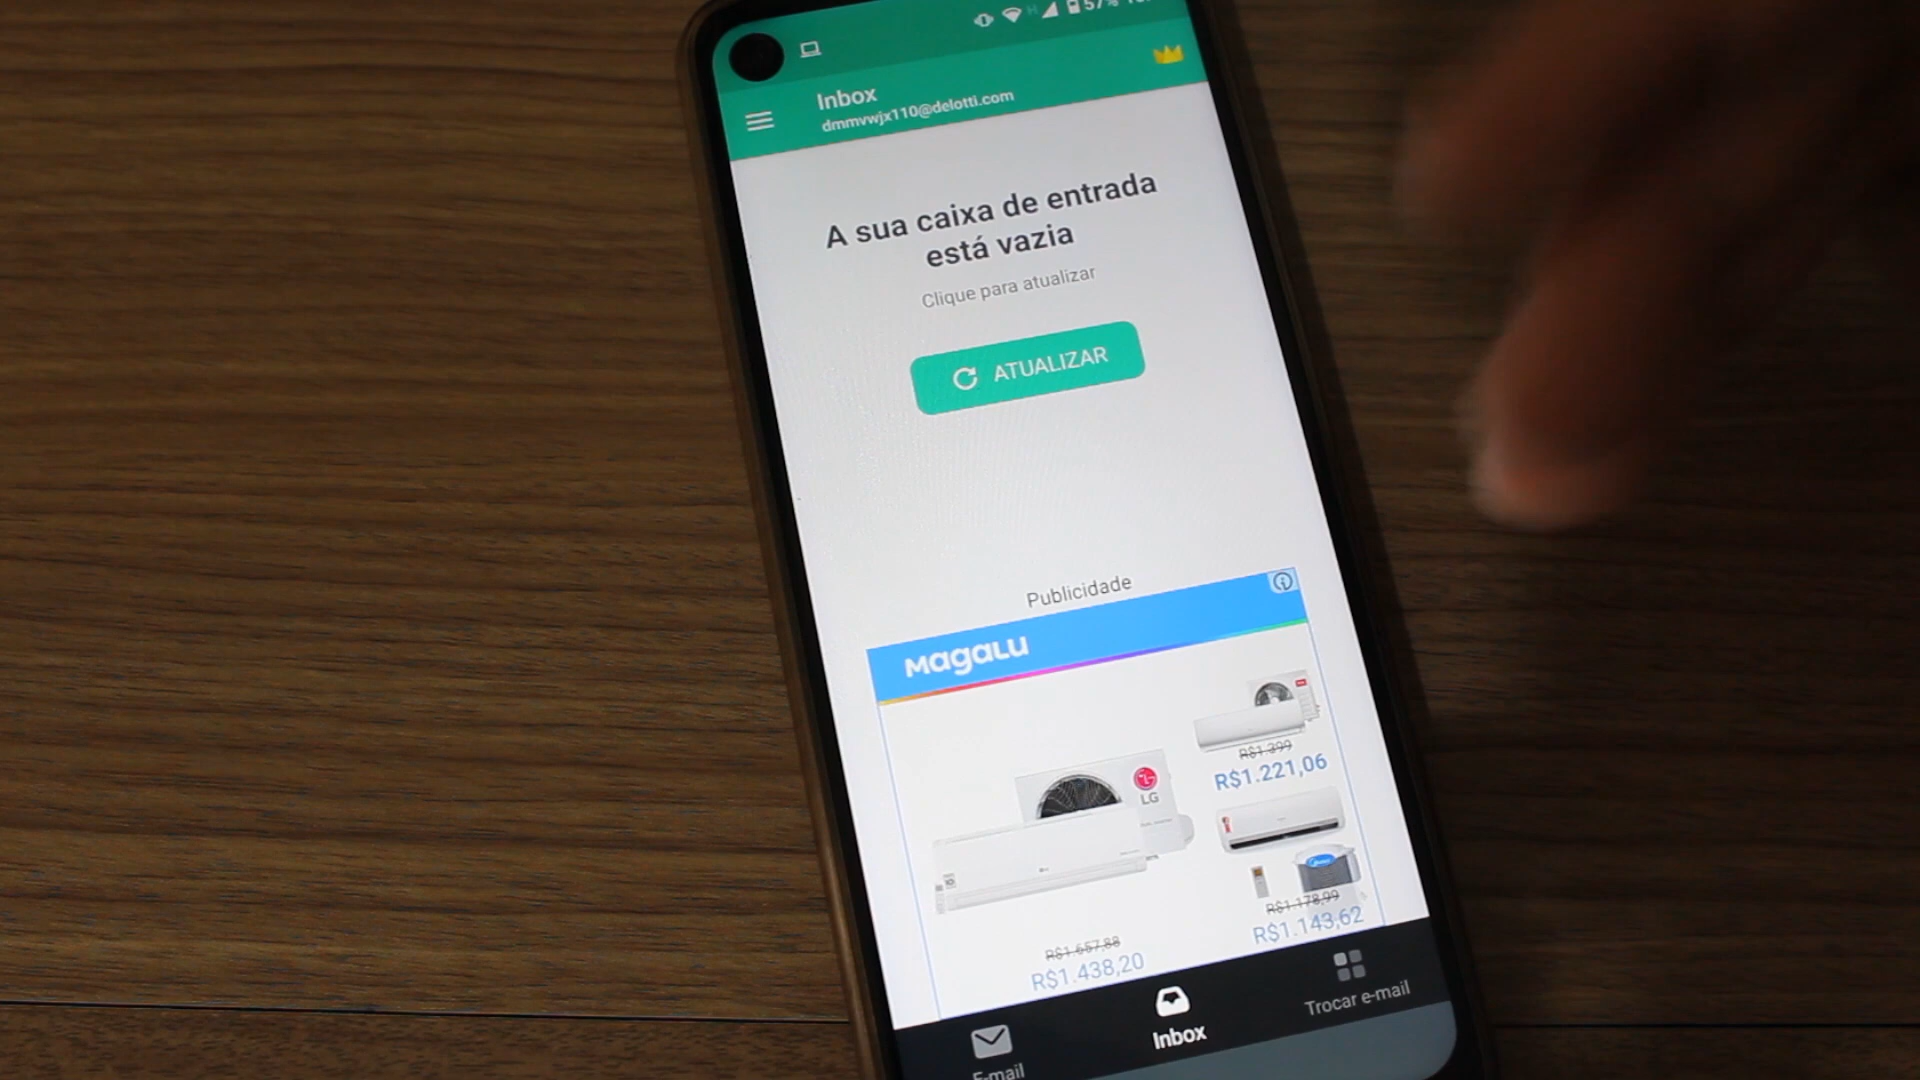 57%
Inbox
dmmvwjx110@delotti.com
A sua caixa de entrada
está vazia
Clique para atualizar
ATUALIZAR
Publicidade
Magalu
R$1.399
R$1.221,06
LG
R$1.178,99
R$1.143,62
R$1.657,88
R$1.438,20
E-mail
Inbox
Trocar e-mail